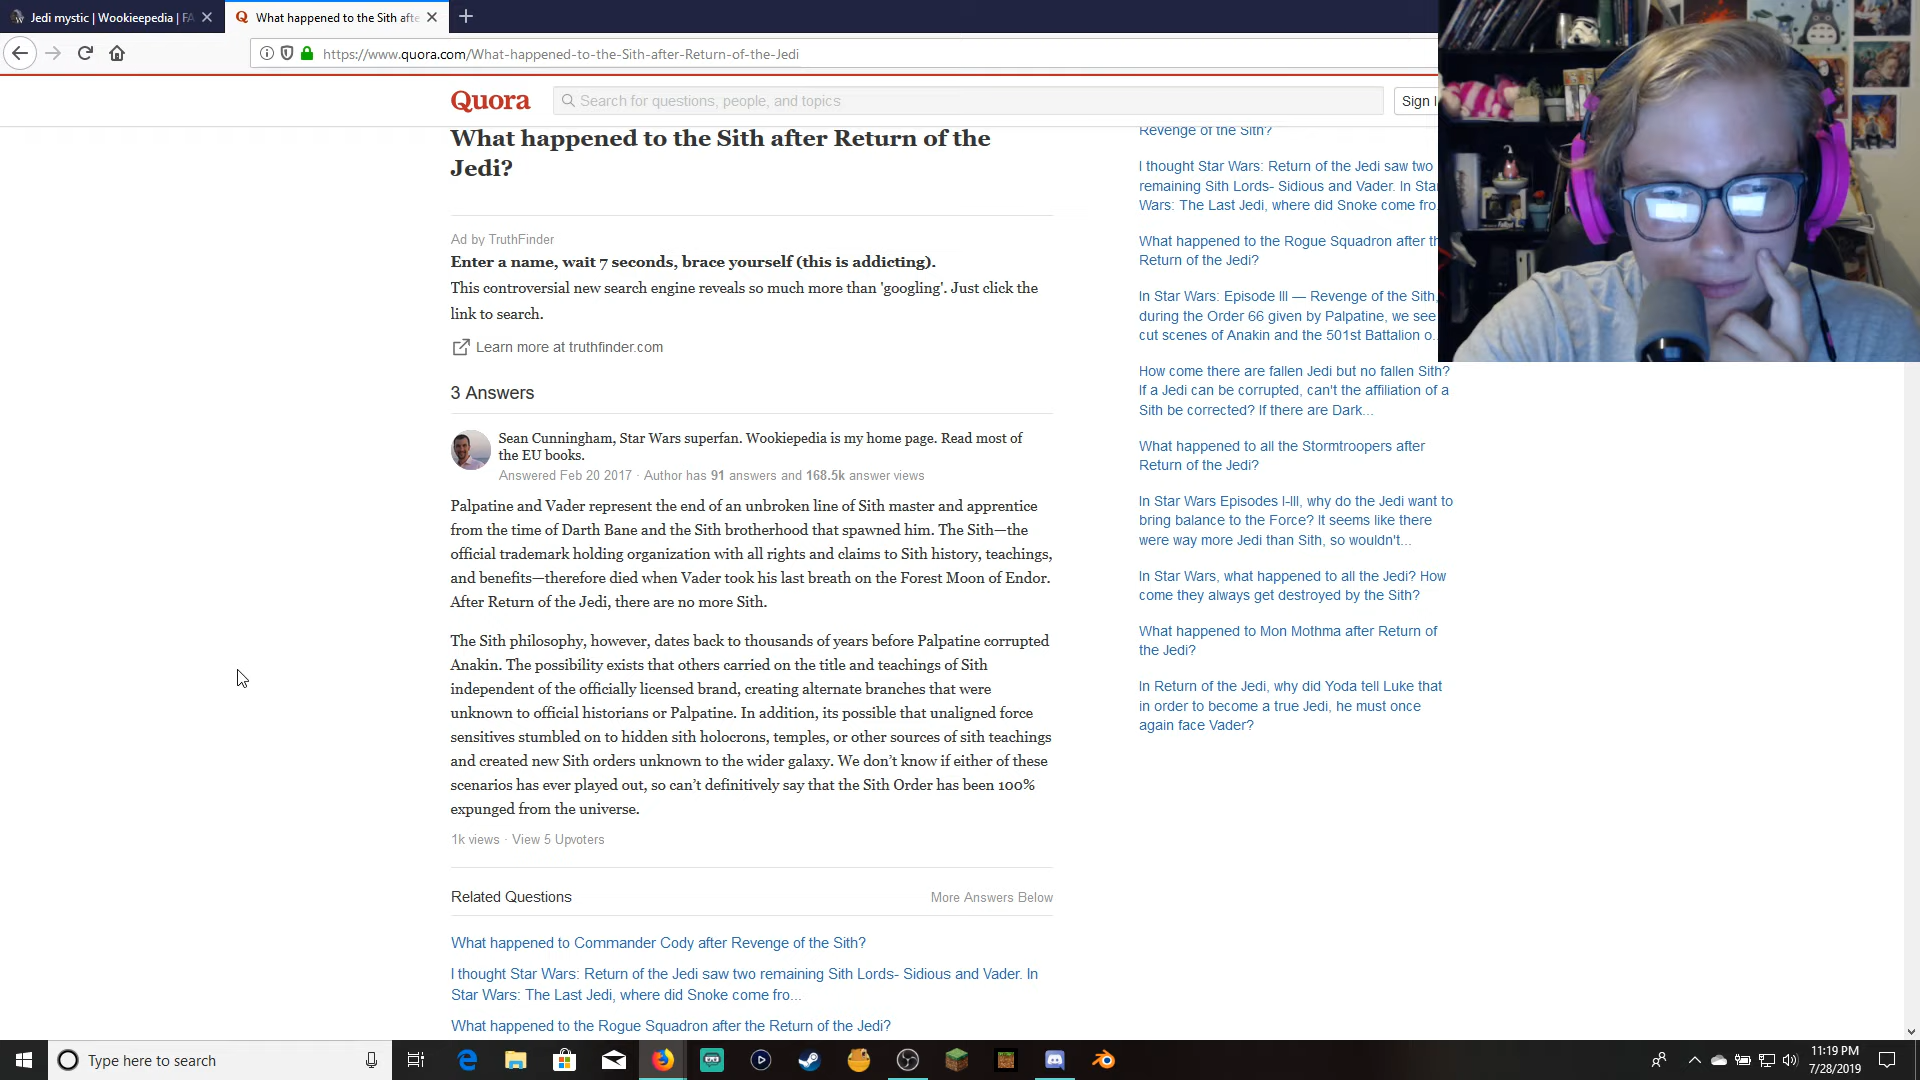 Jedi mystic | Wookieepedia | FA
What happened to the Sith afte
https://www.quora.com/What-happened-to-the-Sith-after-Return-of-the-Jedi
Quora
Search for questions, people, and topics
Sign I
What happened to the Sith after Return of the
Jedi?
Ad by TruthFinder
Enter a name, wait 7 seconds, brace yourself (this is addicting).
This controversial new search engine reveals so much more than 'googling'. Just click the
link to search.
Learn more at truthfinder.com
3 Answers
Sean Cunningham, Star Wars superfan. Wookiepedia is my home page. Read most of
the EU books.
Answered Feb 20 2017 · Author has 91 answers and 168.5k answer views
Palpatine and Vader represent the end of an unbroken line of Sith master and apprentice
from the time of Darth Bane and the Sith brotherhood that spawned him. The Sith—the
official trademark holding organization with all rights and claims to Sith history, teachings,
and benefits—therefore died when Vader took his last breath on the Forest Moon of Endor.
After Return of the Jedi, there are no more Sith.
The Sith philosophy, however, dates back to thousands of years before Palpatine corrupted
Anakin. The possibility exists that others carried on the title and teachings of Sith
independent of the officially licensed brand, creating alternate branches that were
unknown to official historians or Palpatine. In addition, its possible that unaligned force
sensitives stumbled on to hidden sith holocrons, temples, or other sources of sith teachings
and created new Sith orders unknown to the wider galaxy. We don't know if either of these
scenarios has ever played out, so can't definitively say that the Sith Order has been 100%
expunged from the universe.
1k views · View 5 Upvoters
Related Questions
More Answers Below
What happened to Commander Cody after Revenge of the Sith?
I thought Star Wars: Return of the Jedi saw two remaining Sith Lords- Sidious and Vader. In
Star Wars: The Last Jedi, where did Snoke come fro...
What happened to the Rogue Squadron after the Return of the Jedi?
Revenge of the Sith?
I thought Star Wars: Return of the Jedi saw two
remaining Sith Lords- Sidious and Vader. In Star
Wars: The Last Jedi, where did Snoke come fro.
What happened to the Rogue Squadron after th
Return of the Jedi?
In Star Wars: Episode III — Revenge of the Sith,
during the Order 66 given by Palpatine, we see
cut scenes of Anakin and the 501st Battalion o..
How come there are fallen Jedi but no fallen Sith?
If a Jedi can be corrupted, can't the affiliation of a
Sith be corrected? If there are Dark...
What happened to all the Stormtroopers after
Return of the Jedi?
In Star Wars Episodes I-III, why do the Jedi want to
bring balance to the Force? It seems like there
were way more Jedi than Sith, so wouldn't...
In Star Wars, what happened to all the Jedi? How
come they always get destroyed by the Sith?
What happened to Mon Mothma after Return of
the Jedi?
In Return of the Jedi, why did Yoda tell Luke that
in order to become a true Jedi, he must once
again face Vader?
Type here to search
11:19 PM
7/28/2019